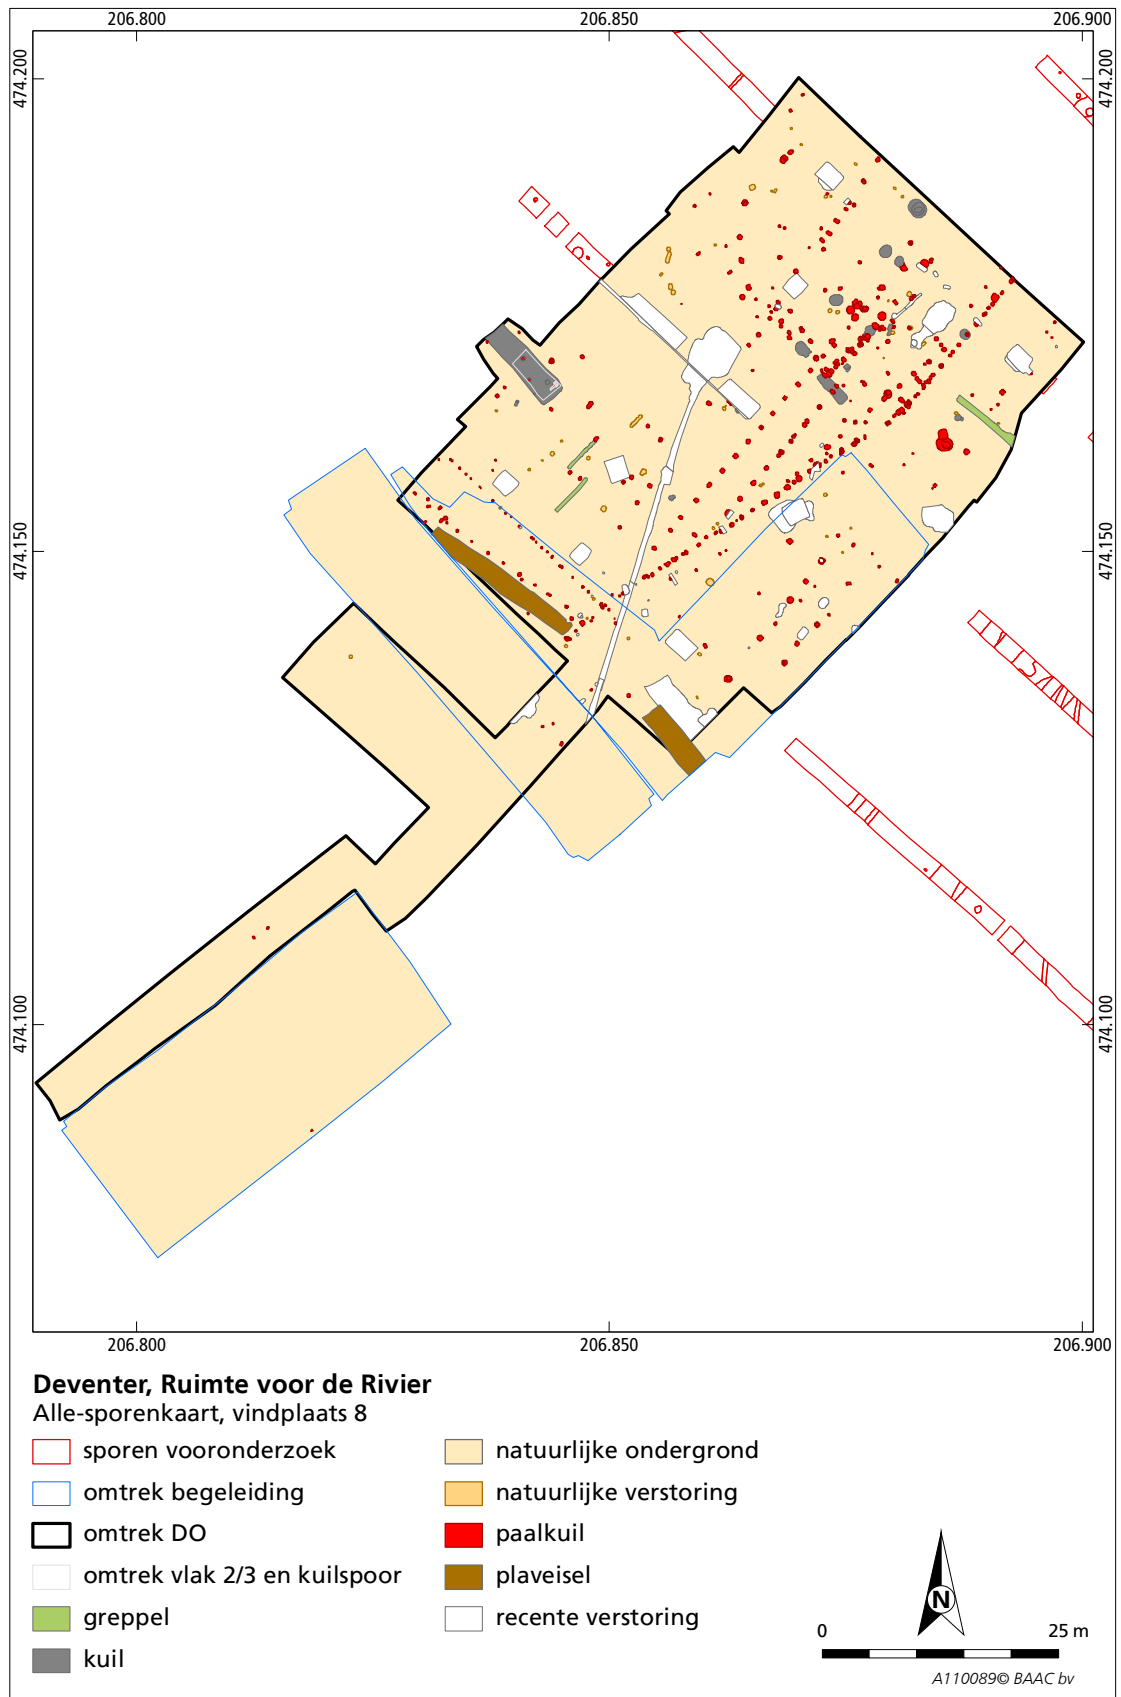 206.800 206.850 206.900
474.200 474.200
474.150 474.150
474.100 474.100
206.800 206.850 206.900
Deventer, Ruimte voor de Rivier
Alle-sporenkaart, vindplaats 8
sporen vooronderzoek
omtrek begeleiding
omtrek DO
omtrek vlak 2/3 en kuilspoor
greppel
kuil
natuurlijke ondergrond
natuurlijke verstoring
paalkuil
plaveisel
recente verstoring
N
0 25 m
A110089© BAAC bv